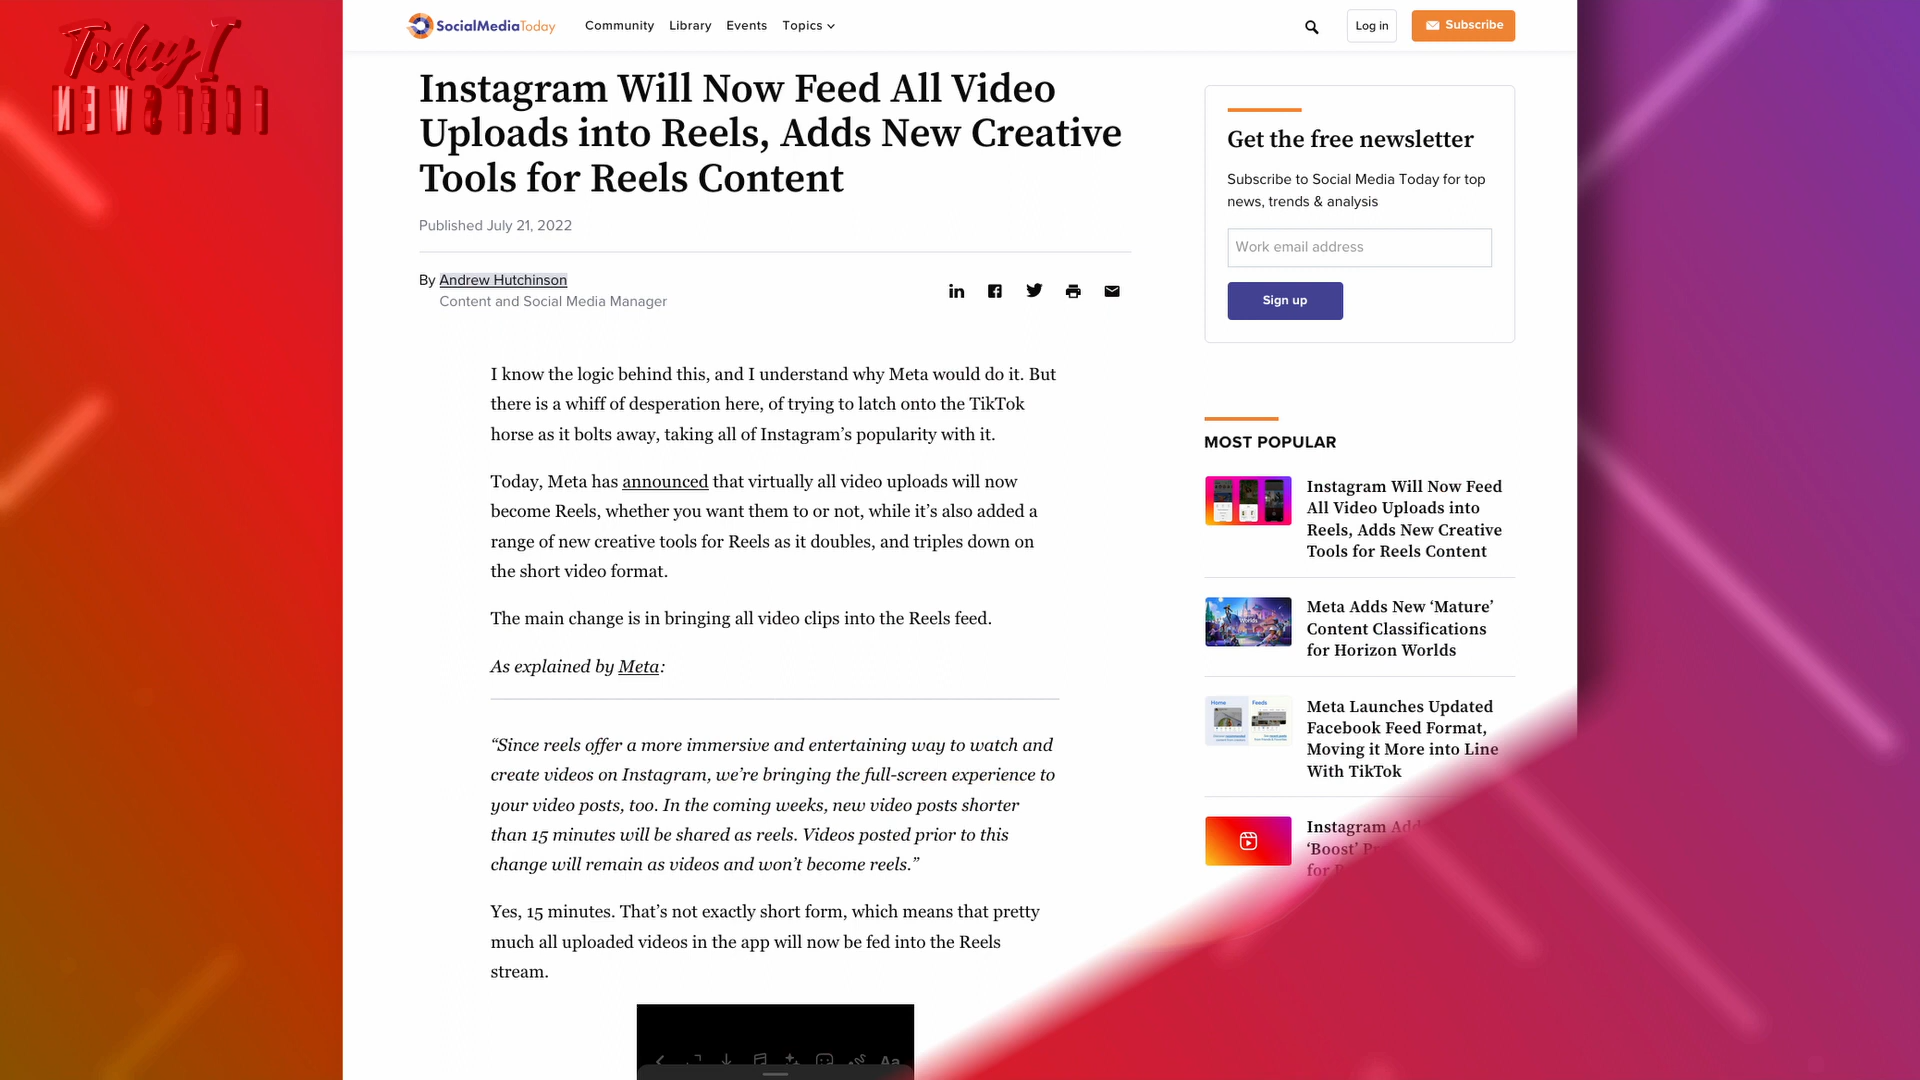 Today I
NEWS
SocialMediaToday
Community Library Events Topics
Log in
Subscribe
Instagram Will Now Feed All Video
Uploads into Reels, Adds New Creative
Tools for Reels Content
Published July 21, 2022
By Andrew Hutchinson
Content and Social Media Manager
I know the logic behind this, and I understand why Meta would do it. But
there is a whiff of desperation here, of trying to latch onto the TikTok
horse as it bolts away, taking all of Instagram’s popularity with it.
Today, Meta has announced that virtually all video uploads will now
become Reels, whether you want them to or not, while it’s also added a
range of new creative tools for Reels as it doubles, and triples down on
the short video format.
The main change is in bringing all video clips into the Reels feed.
As explained by Meta:
“Since reels offer a more immersive and entertaining way to watch and
create videos on Instagram, we’re bringing the full-screen experience to
your video posts, too. In the coming weeks, new video posts shorter
than 15 minutes will be shared as reels. Videos posted prior to this
change will remain as videos and won’t become reels.”
Yes, 15 minutes. That’s not exactly short form, which means that pretty
much all uploaded videos in the app will now be fed into the Reels
stream.
Aa
Get the free newsletter
Subscribe to Social Media Today for top
news, trends & analysis
Work email address
Sign up
MOST POPULAR
Instagram Will Now Feed
All Video Uploads into
Reels, Adds New Creative
Tools for Reels Content
Meta Adds New ‘Mature’
Content Classifications
for Horizon Worlds
Home Feeds
Meta Launches Updated
Facebook Feed Format,
Moving it More into Line
With TikTok
Instagram Add
‘Boost’
for